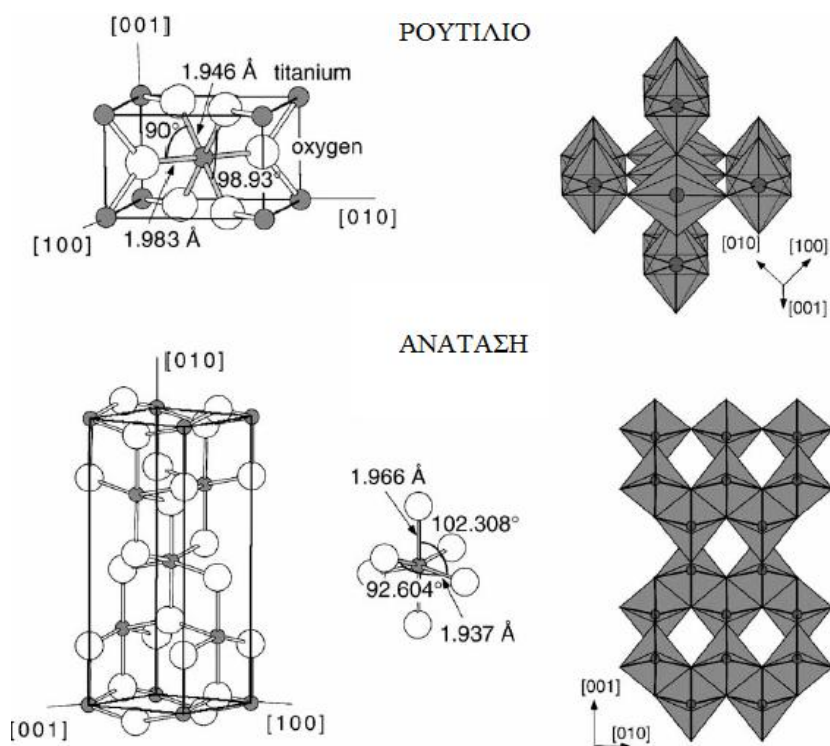 [001]
ΡΟΥΤΙΛΙΟ
1.946 Å
titanium
90°
oxygen
98.93°
[010]
[100]
1.983 Å
[010]
[100]
[001]
ΑΝΑΤΑΣΗ
[010]
1.966 Å
102.308°
92.604°
1.937 Å
[001]
[100]
[001]
[010]